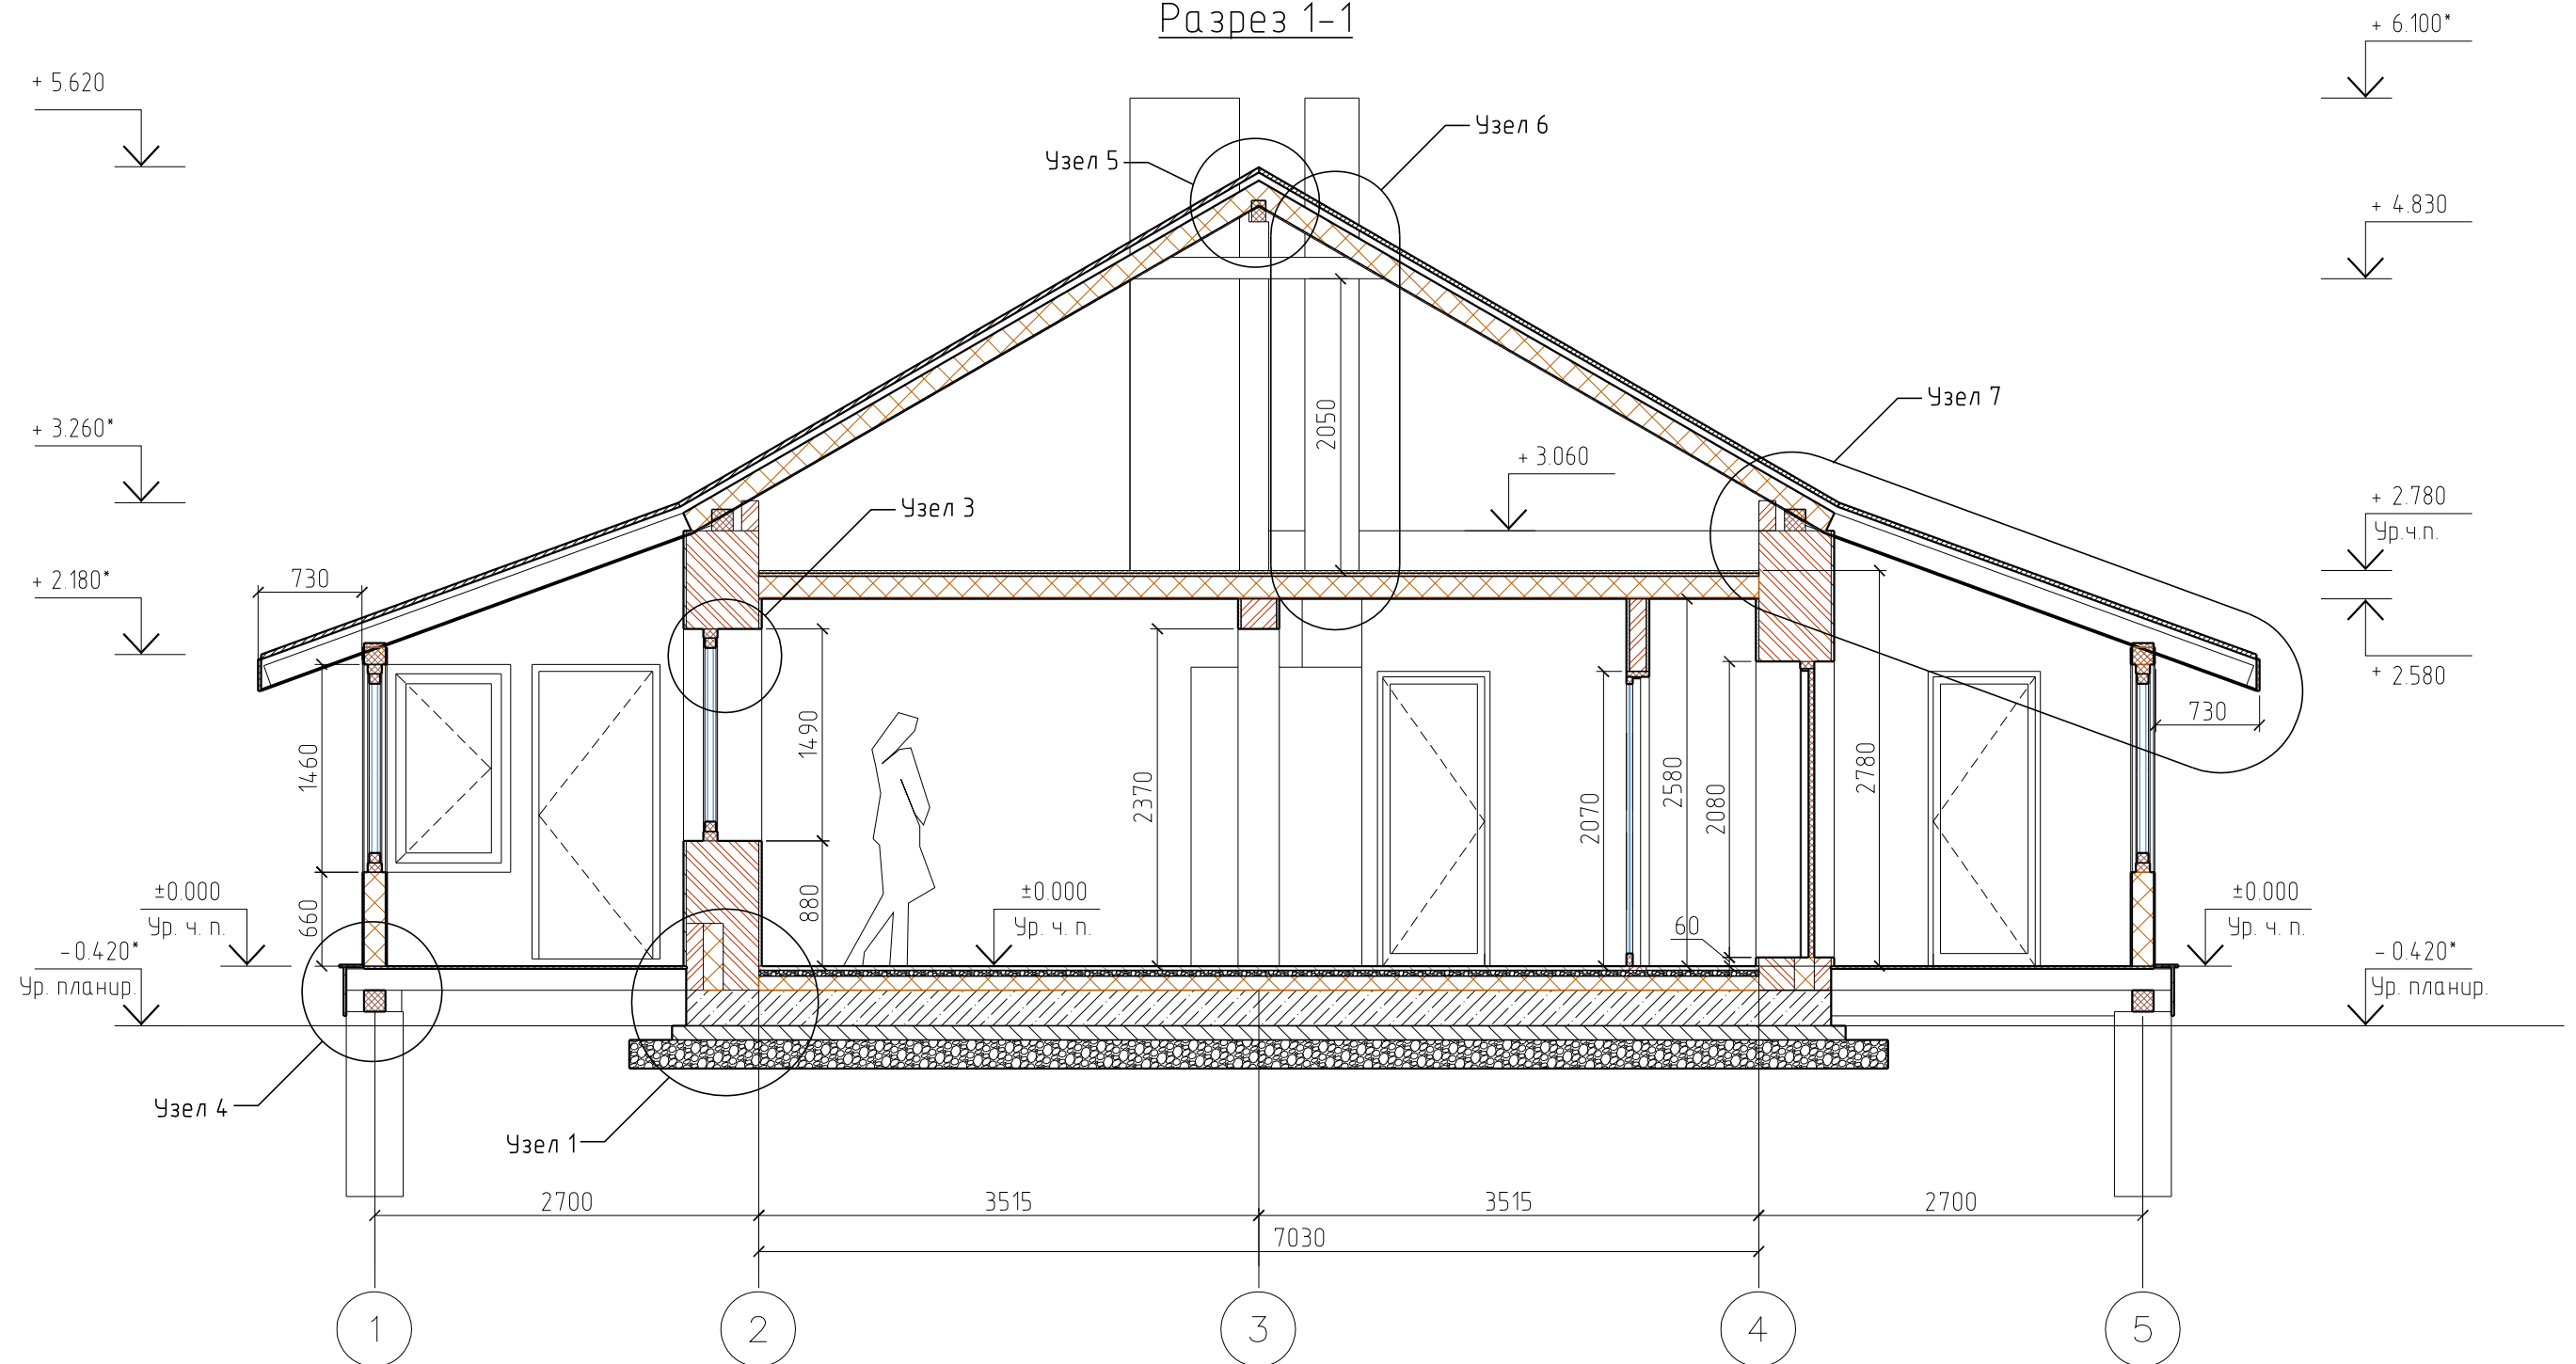 Разрез 1-1
+ 6.100*
+ 5.620
Узел 6
Узел 5
+ 4.830
Узел 7
2050
+ 3.260*
+ 3.060
+ 2.780
Ур.ч.п.
Узел 3
730
+ 2.180*
+ 2.580
730
1460
1490
2370
2070
2580
2080
2780
660
880
60
±0.000
Ур. ч. п.
±0.000
Ур. ч. п.
±0.000
Ур. ч. п.
-0.420*
Ур. планир.
- 0.420*
Ур. планир.
Узел 4
Узел 1
2700
3515
3515
2700
7030
1
2
3
4
5